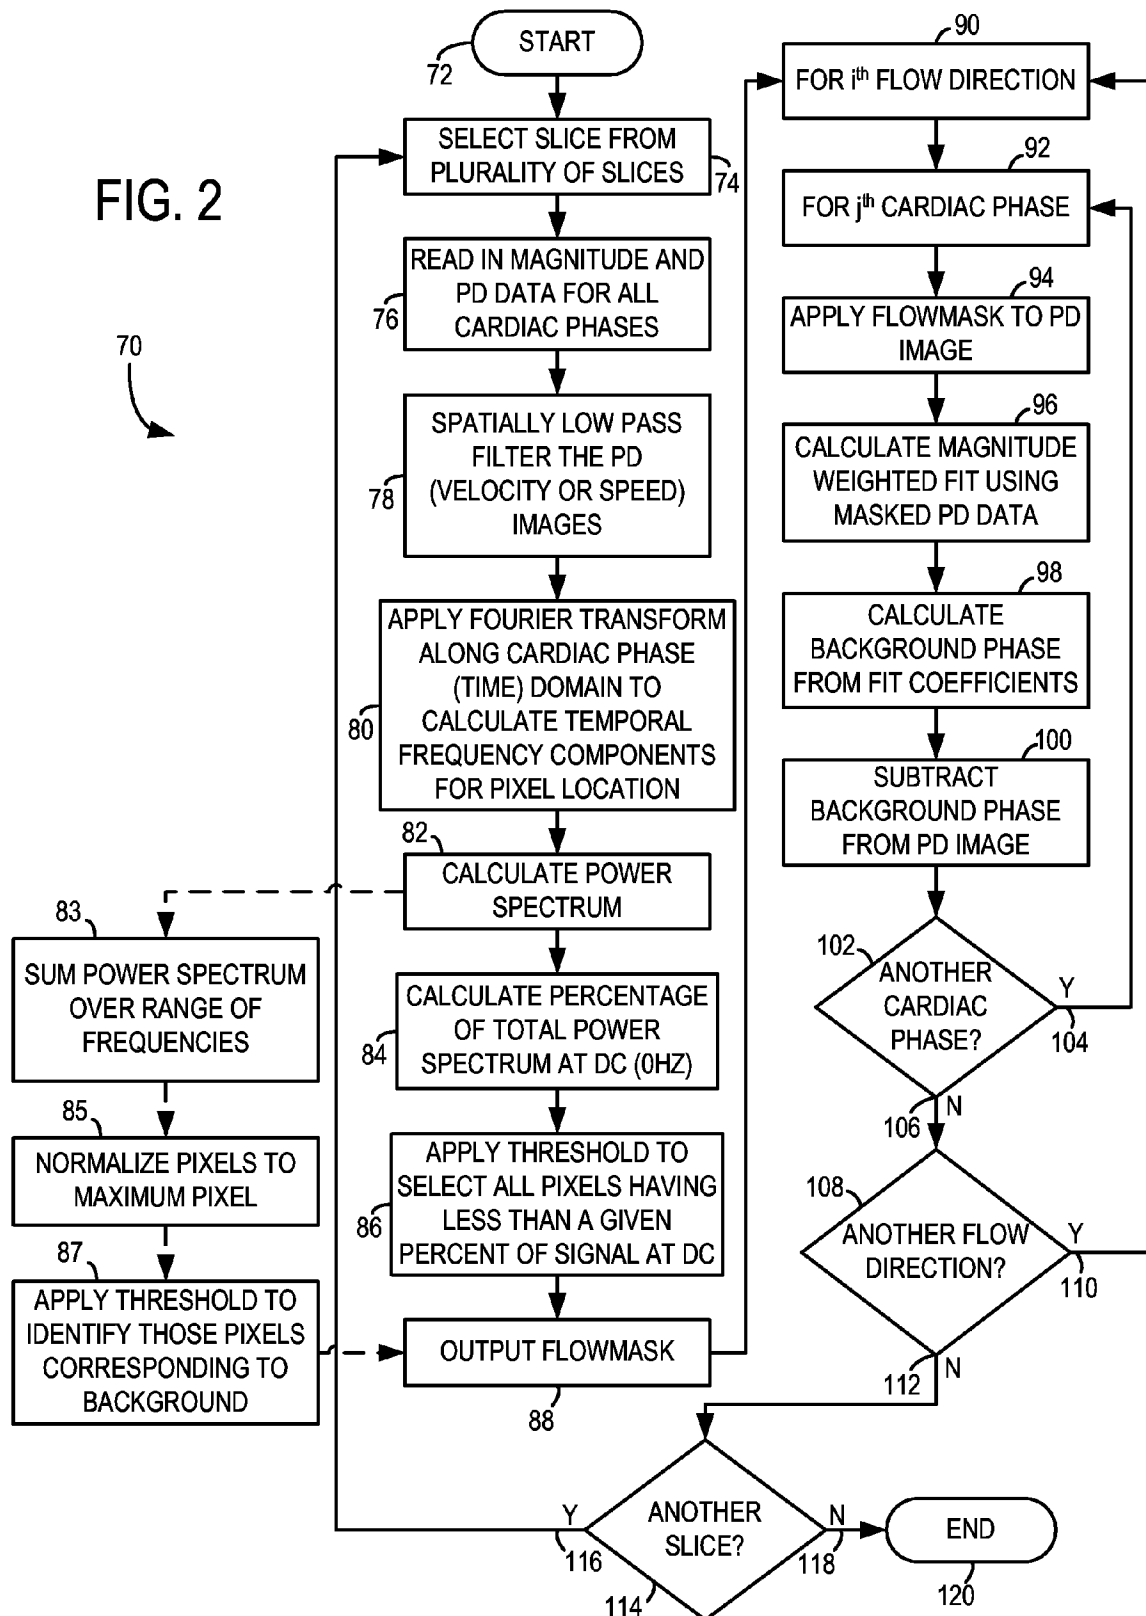 FIG. 2
70
START
72
SELECT SLICE FROM
PLURALITY OF SLICES
74
READ IN MAGNITUDE AND
PD DATA FOR ALL
CARDIAC PHASES
76
SPATIALLY LOW PASS
FILTER THE PD
(VELOCITY OR SPEED)
IMAGES
78
APPLY FOURIER TRANSFORM
ALONG CARDIAC PHASE
(TIME) DOMAIN TO
CALCULATE TEMPORAL
FREQUENCY COMPONENTS
FOR PIXEL LOCATION
80
82
CALCULATE POWER
SPECTRUM
83
SUM POWER SPECTRUM
OVER RANGE OF
FREQUENCIES
CALCULATE PERCENTAGE
OF TOTAL POWER
SPECTRUM AT DC (0HZ)
84
85
NORMALIZE PIXELS TO
MAXIMUM PIXEL
APPLY THRESHOLD TO
SELECT ALL PIXELS HAVING
LESS THAN A GIVEN
PERCENT OF SIGNAL AT DC
86
87
APPLY THRESHOLD TO
IDENTIFY THOSE PIXELS
CORRESPONDING TO
BACKGROUND
OUTPUT FLOWMASK
88
90
FOR ith FLOW DIRECTION
92
FOR jth CARDIAC PHASE
94
APPLY FLOWMASK TO PD
IMAGE
96
CALCULATE MAGNITUDE
WEIGHTED FIT USING
MASKED PD DATA
98
CALCULATE
BACKGROUND PHASE
FROM FIT COEFFICIENTS
100
SUBTRACT
BACKGROUND PHASE
FROM PD IMAGE
102
ANOTHER
CARDIAC
PHASE?
Y
104
106
N
108
ANOTHER FLOW
DIRECTION?
Y
110
112
N
ANOTHER
SLICE?
Y
116
114
N
118
END
120